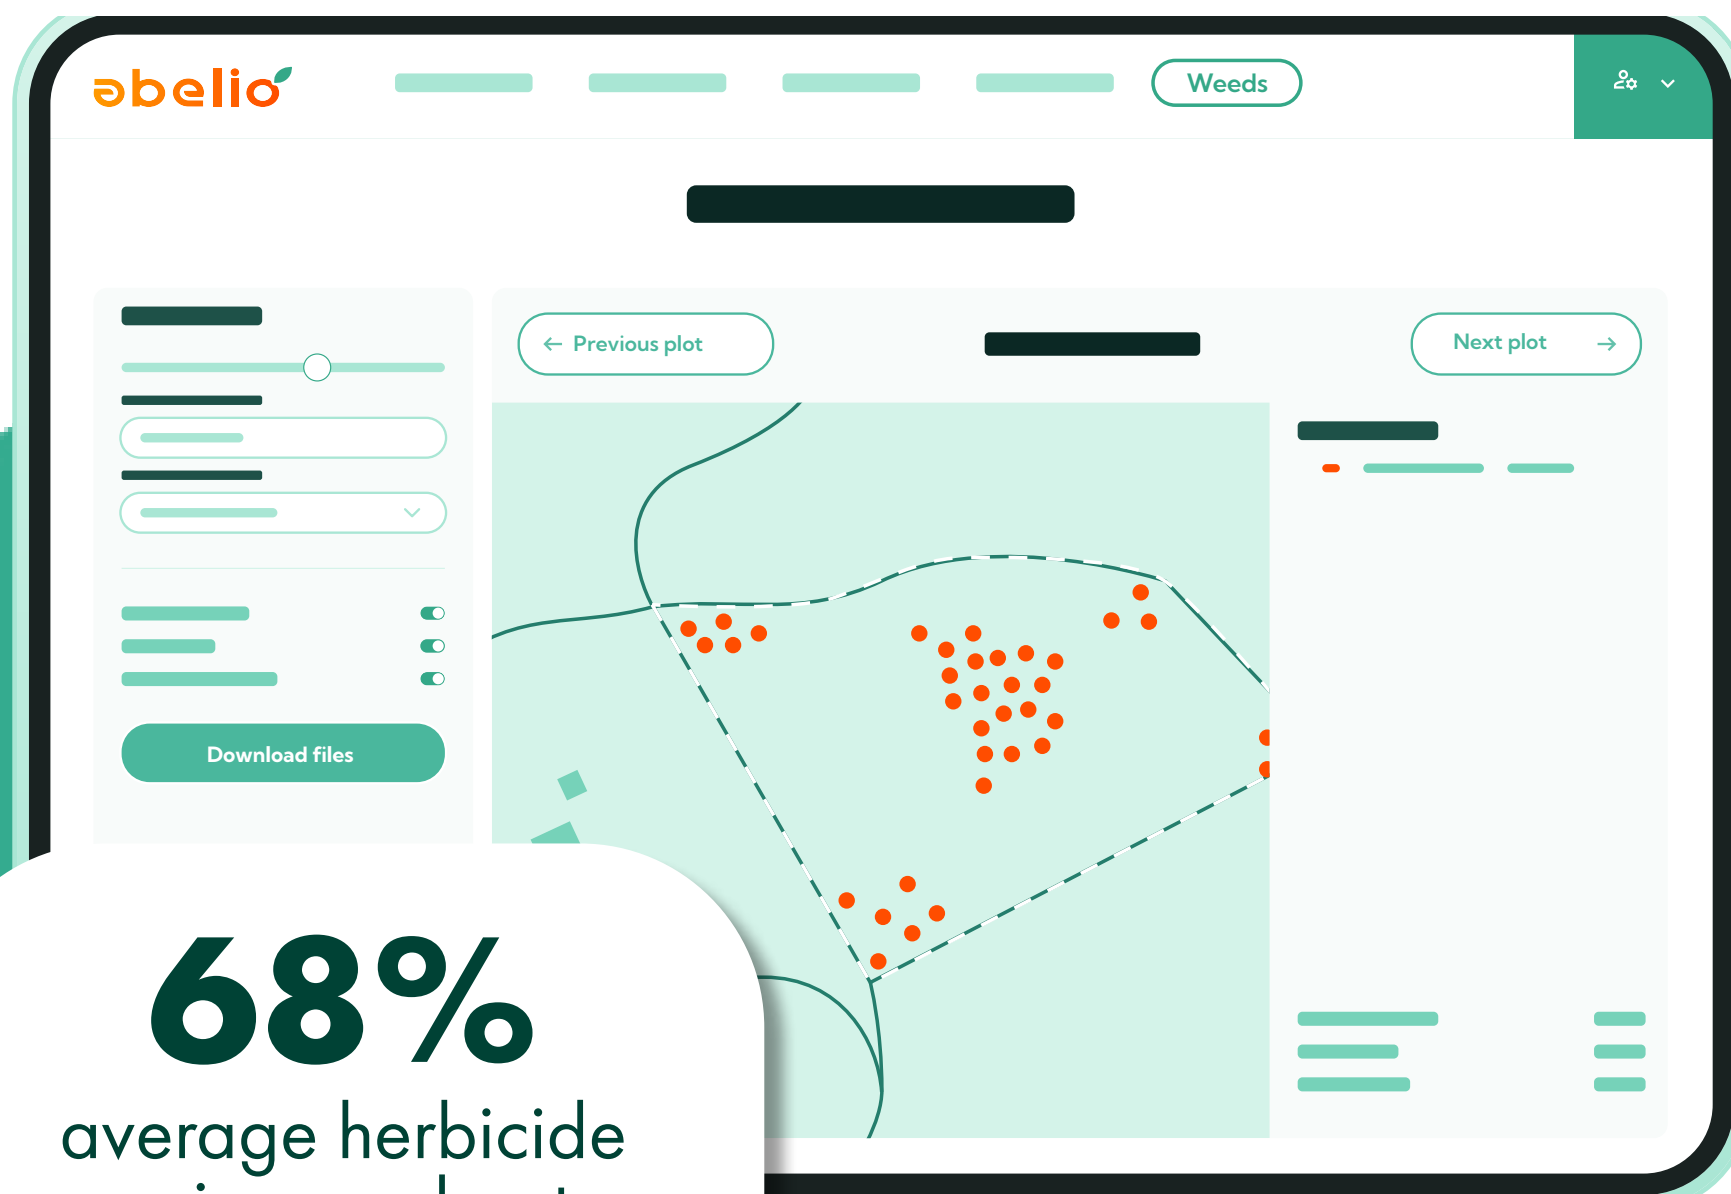 abelio
Weeds
Previous plot
Next plot
Download files
68%
average herbicide